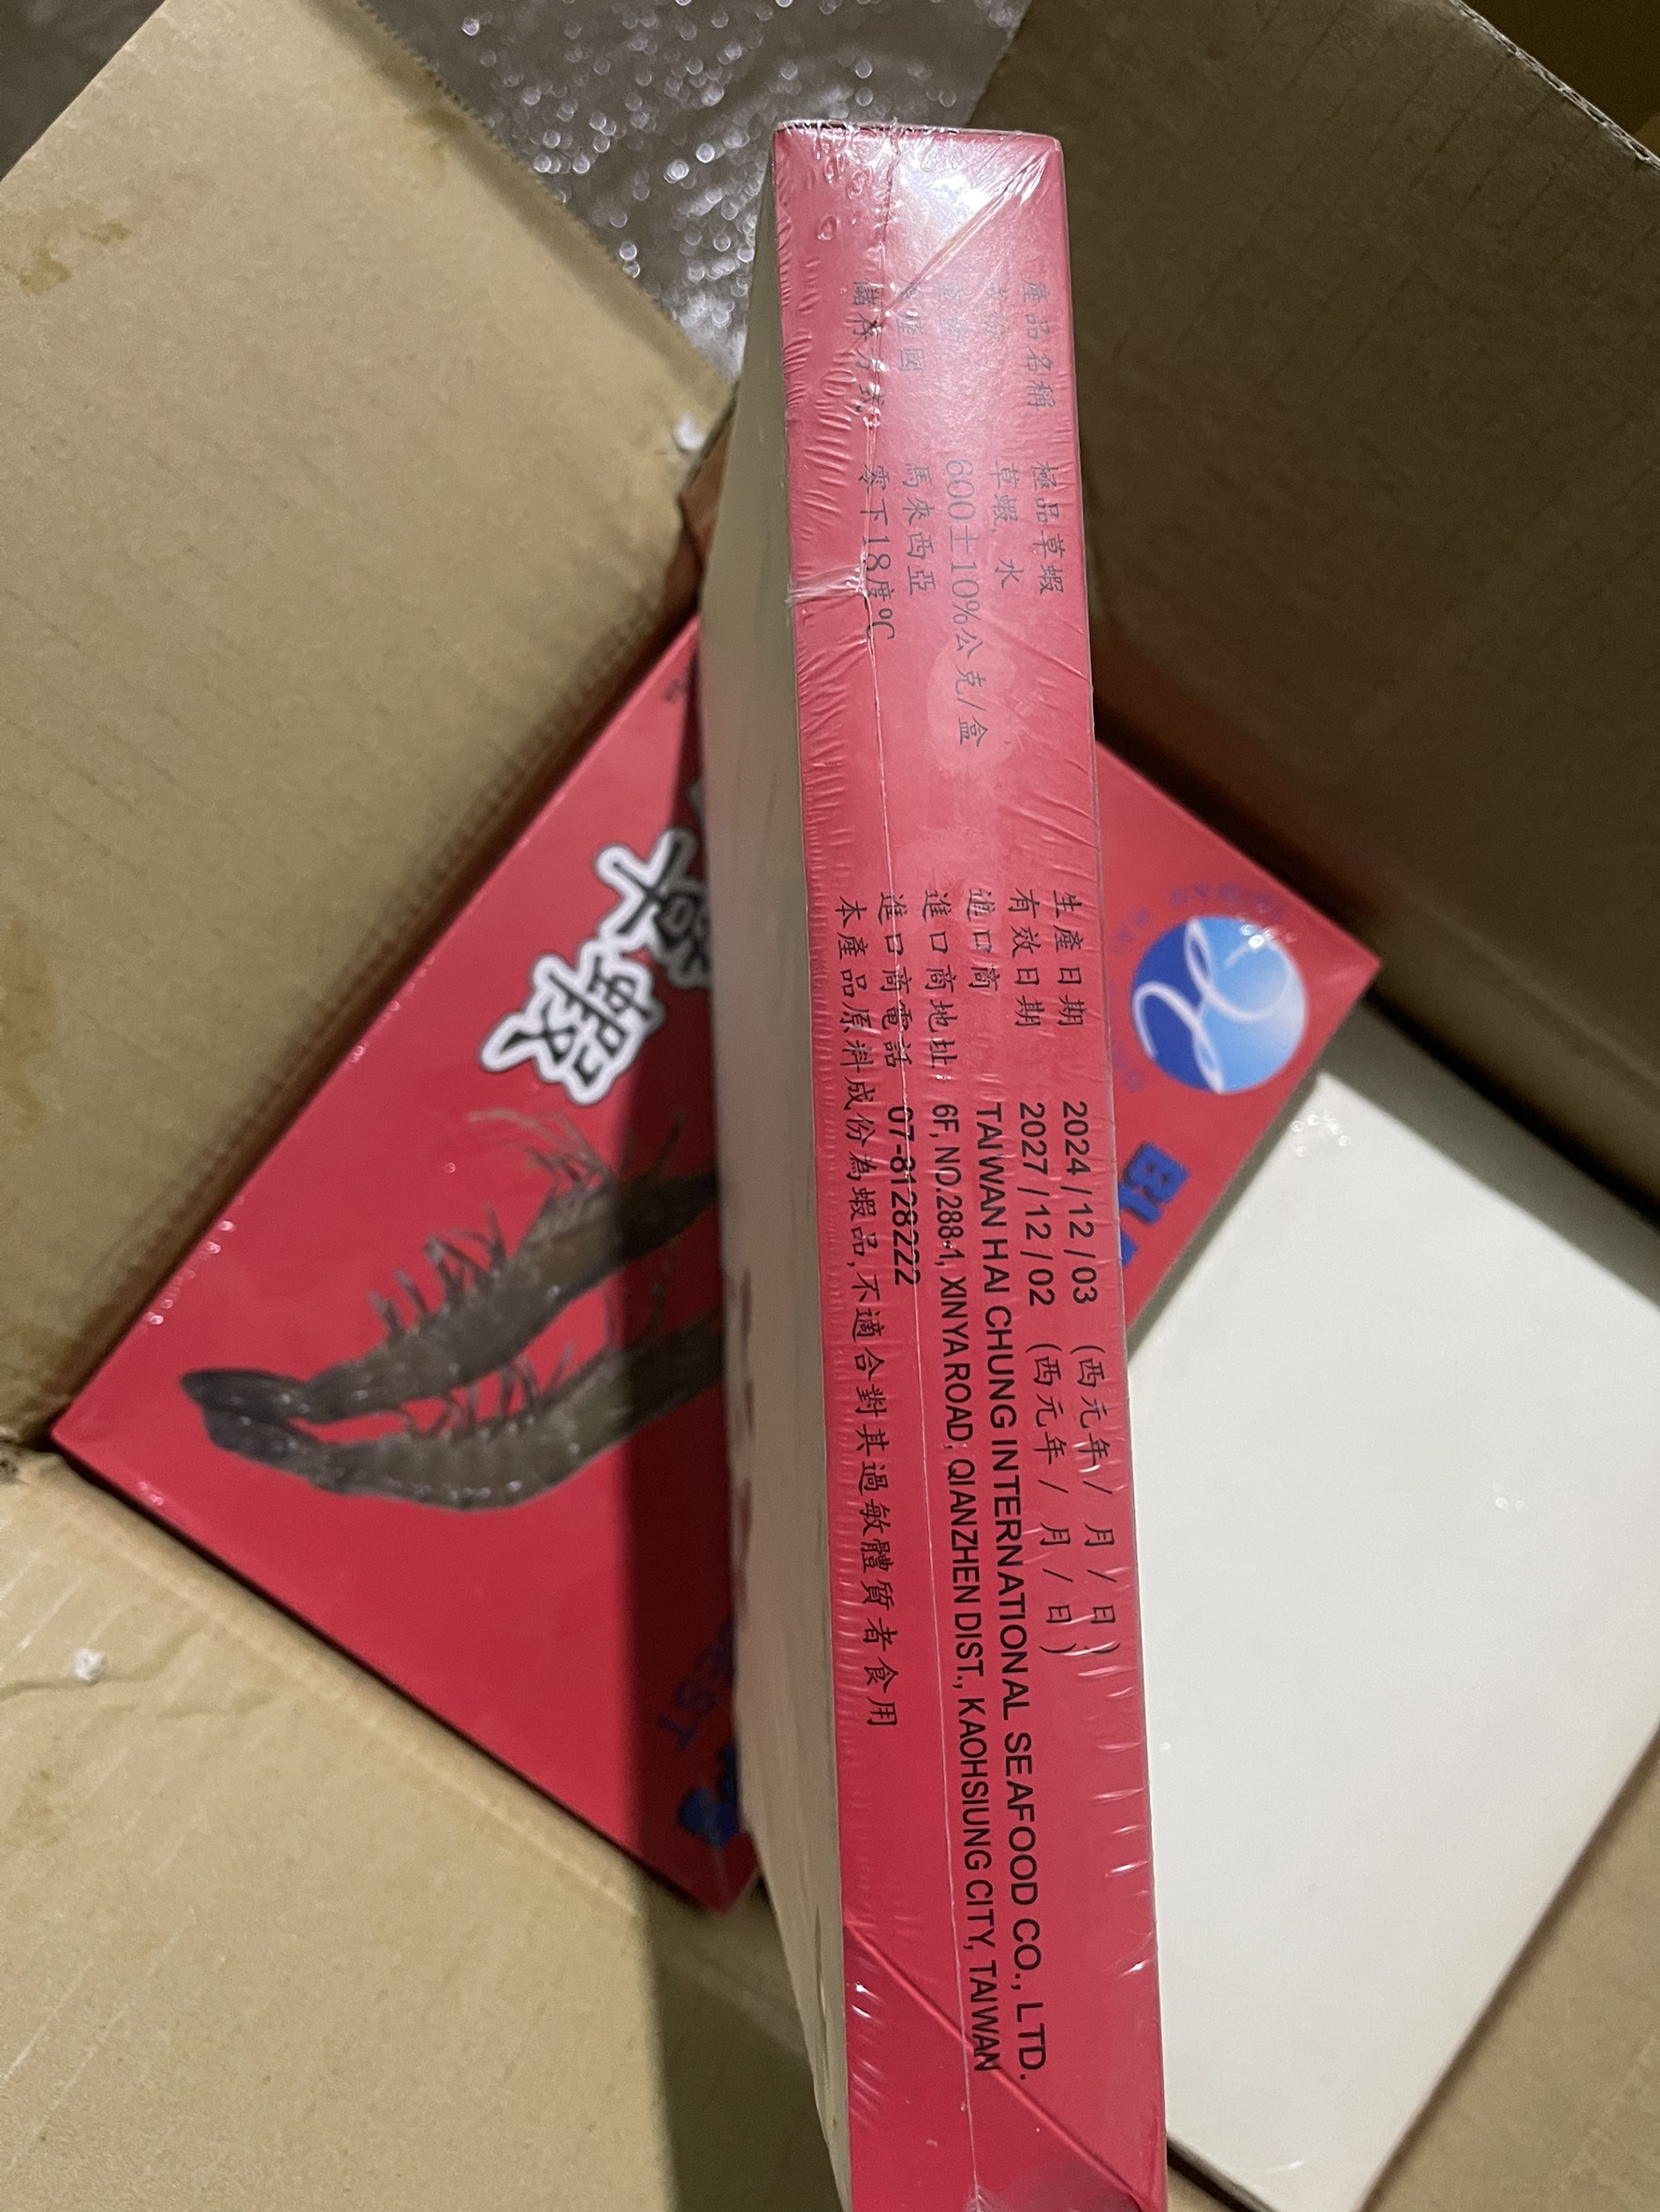 產品名稱 極品草蝦
成份 草蝦, 水
重量 600±10%公克/盒
生產國 馬來西亞
儲存方式: 零下18度℃
生產日期 2024/12/03 (西元年/ 月 /日)
有效日期 2027/12/02 (西元年 / 月 / 日)
進口商 TAIWAN HAI CHUNG INTERNATIONAL SEAFOOD CO., LTD.
進口商地址: 6F, NO.288-1, XINYA ROAD, QIANZHEN DIST., KAOHSIUNG CITY, TAIWAN
進口商電話 07-8128222
本產品原料成份為蝦品,不適合對其過敏體質者食用
草蝦